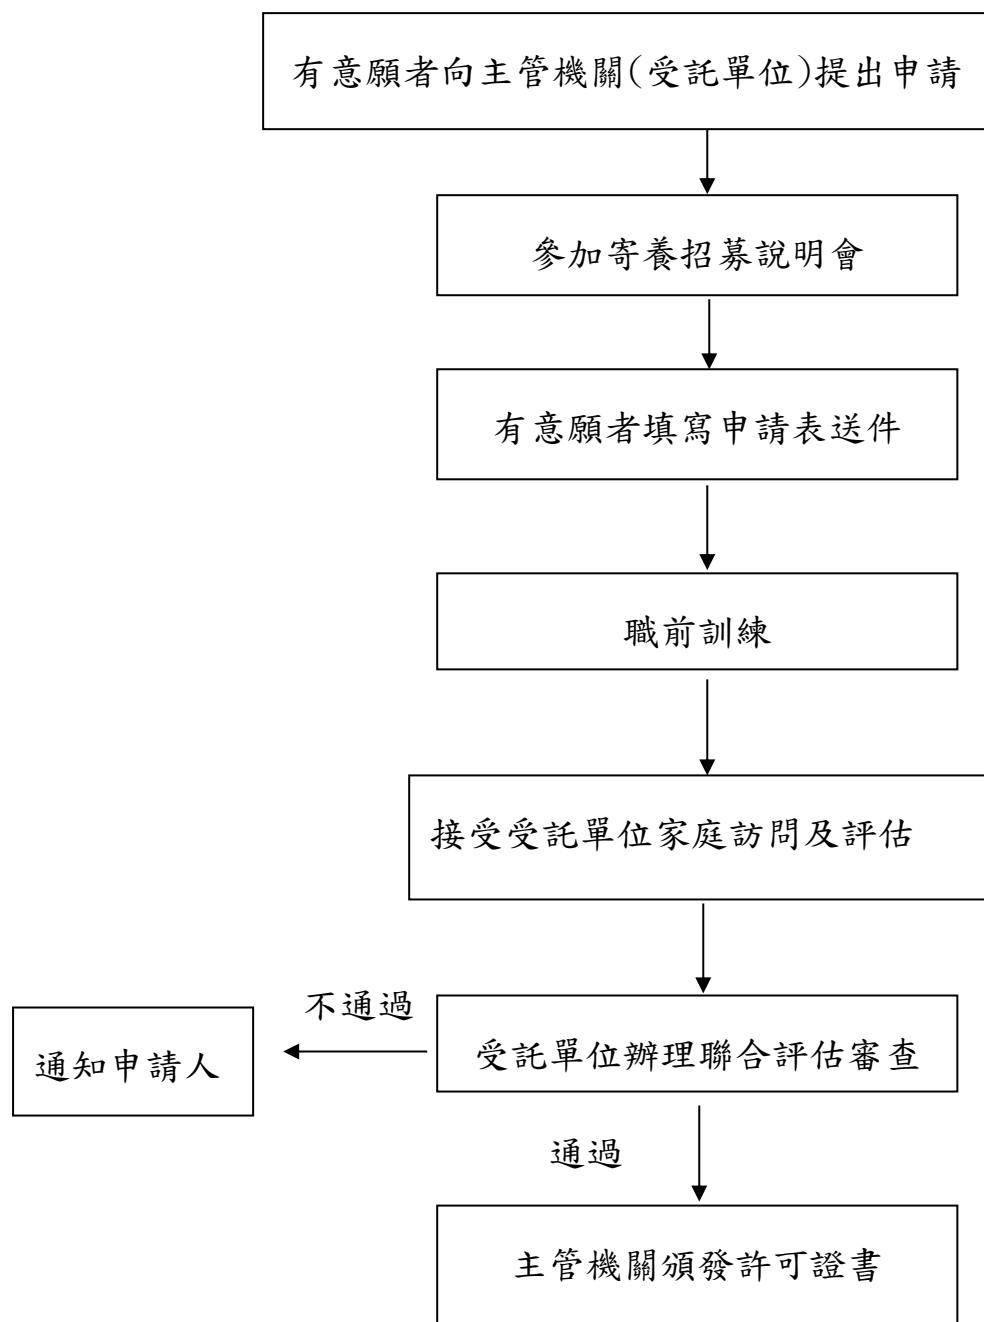 有意願者向主管機關(受託單位)提出申請
參加寄養招募說明會
有意願者填寫申請表送件
職前訓練
接受受託單位家庭訪問及評估
不通過
通知申請人
受託單位辦理聯合評估審查
通過
主管機關頒發許可證書